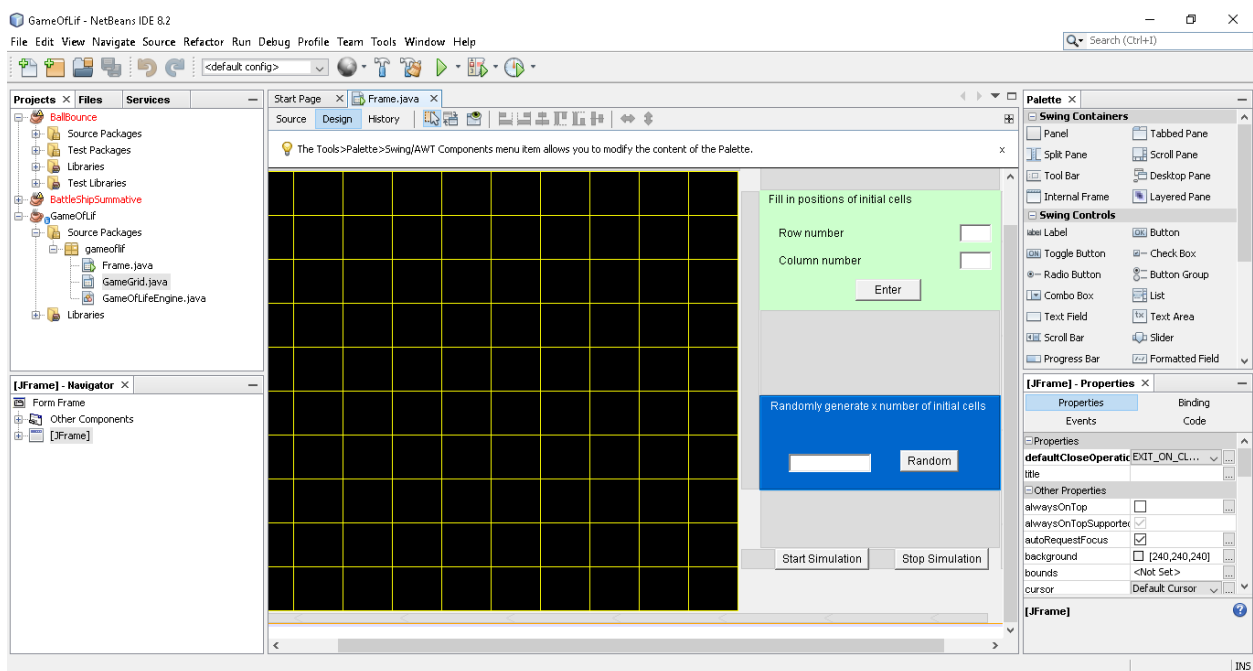 GameOfLif - NetBeans IDE 8.2
File Edit View Navigate Source Refactor Run Debug Profile Team Tools Window Help
Search (Ctrl+I)
<default config>
Projects Files Services
BallBounce
Source Packages
Test Packages
Libraries
Test Libraries
BattleShipSummative
GameOfLif
Source Packages
gameoflif
Frame.java
GameGrid.java
GameOfLifeEngine.java
Libraries
[JFrame] - Navigator
Form Frame
Other Components
[JFrame]
Start Page Frame.java
Source Design History
The Tools>Palette>Swing/AWT Components menu item allows you to modify the content of the Palette. x
Fill in positions of initial cells
Row number
Column number
Enter
Randomly generate x number of initial cells
Random
Start Simulation Stop Simulation
Palette
Swing Containers
Panel Tabbed Pane
Split Pane Scroll Pane
Tool Bar Desktop Pane
Internal Frame Layered Pane
Swing Controls
label Label OK Button
ON Toggle Button Check Box
Radio Button Button Group
Combo Box List
Text Field Text Area
Scroll Bar Slider
Progress Bar Formatted Field
[JFrame] - Properties
Properties Binding
Events Code
Properties
defaultCloseOperatic EXIT_ON_CL... ...
title ...
Other Properties
alwaysOnTop ...
alwaysOnTopSupported
autoRequestFocus ...
background [240,240,240] ...
bounds <Not Set> ...
cursor Default Cursor ...
[JFrame]
INS